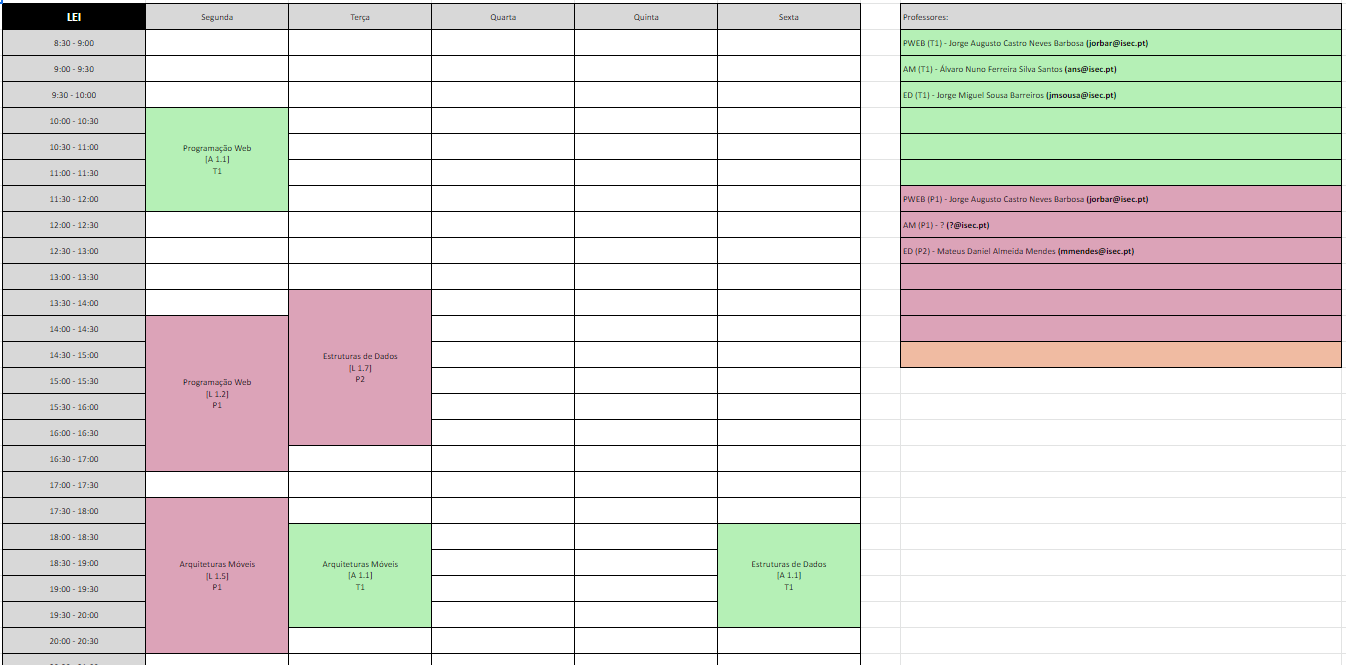 LEI Segunda Terça Quarta Quinta Sexta Professores:
8:30 - 9:00 PWEB (T1) - Jorge Augusto Castro Neves Barbosa (jorbar@isec.pt)
9:00 - 9:30 AM (T1) - Álvaro Nuno Ferreira Silva Santos (ans@isec.pt)
9:30 - 10:00 ED (T1) - Jorge Miguel Sousa Barreiros (jmsousa@isec.pt)
10:00 - 10:30
10:30 - 11:00
Programação Web
[A 1.1]
T1
11:00 - 11:30
11:30 - 12:00 PWEB (P1) - Jorge Augusto Castro Neves Barbosa (jorbar@isec.pt)
12:00 - 12:30 AM (P1) - ? (?@isec.pt)
12:30 - 13:00 ED (P2) - Mateus Daniel Almeida Mendes (mmendes@isec.pt)
13:00 - 13:30
13:30 - 14:00
14:00 - 14:30
14:30 - 15:00
Estruturas de Dados
[L 1.7]
P2
15:00 - 15:30
Programação Web
[L 1.2]
P1
15:30 - 16:00
16:00 - 16:30
16:30 - 17:00
17:00 - 17:30
17:30 - 18:00
18:00 - 18:30
18:30 - 19:00
Arquiteturas Móveis
[L 1.5]
P1
Arquiteturas Móveis
[A 1.1]
T1
Estruturas de Dados
[A 1.1]
T1
19:00 - 19:30
19:30 - 20:00
20:00 - 20:30